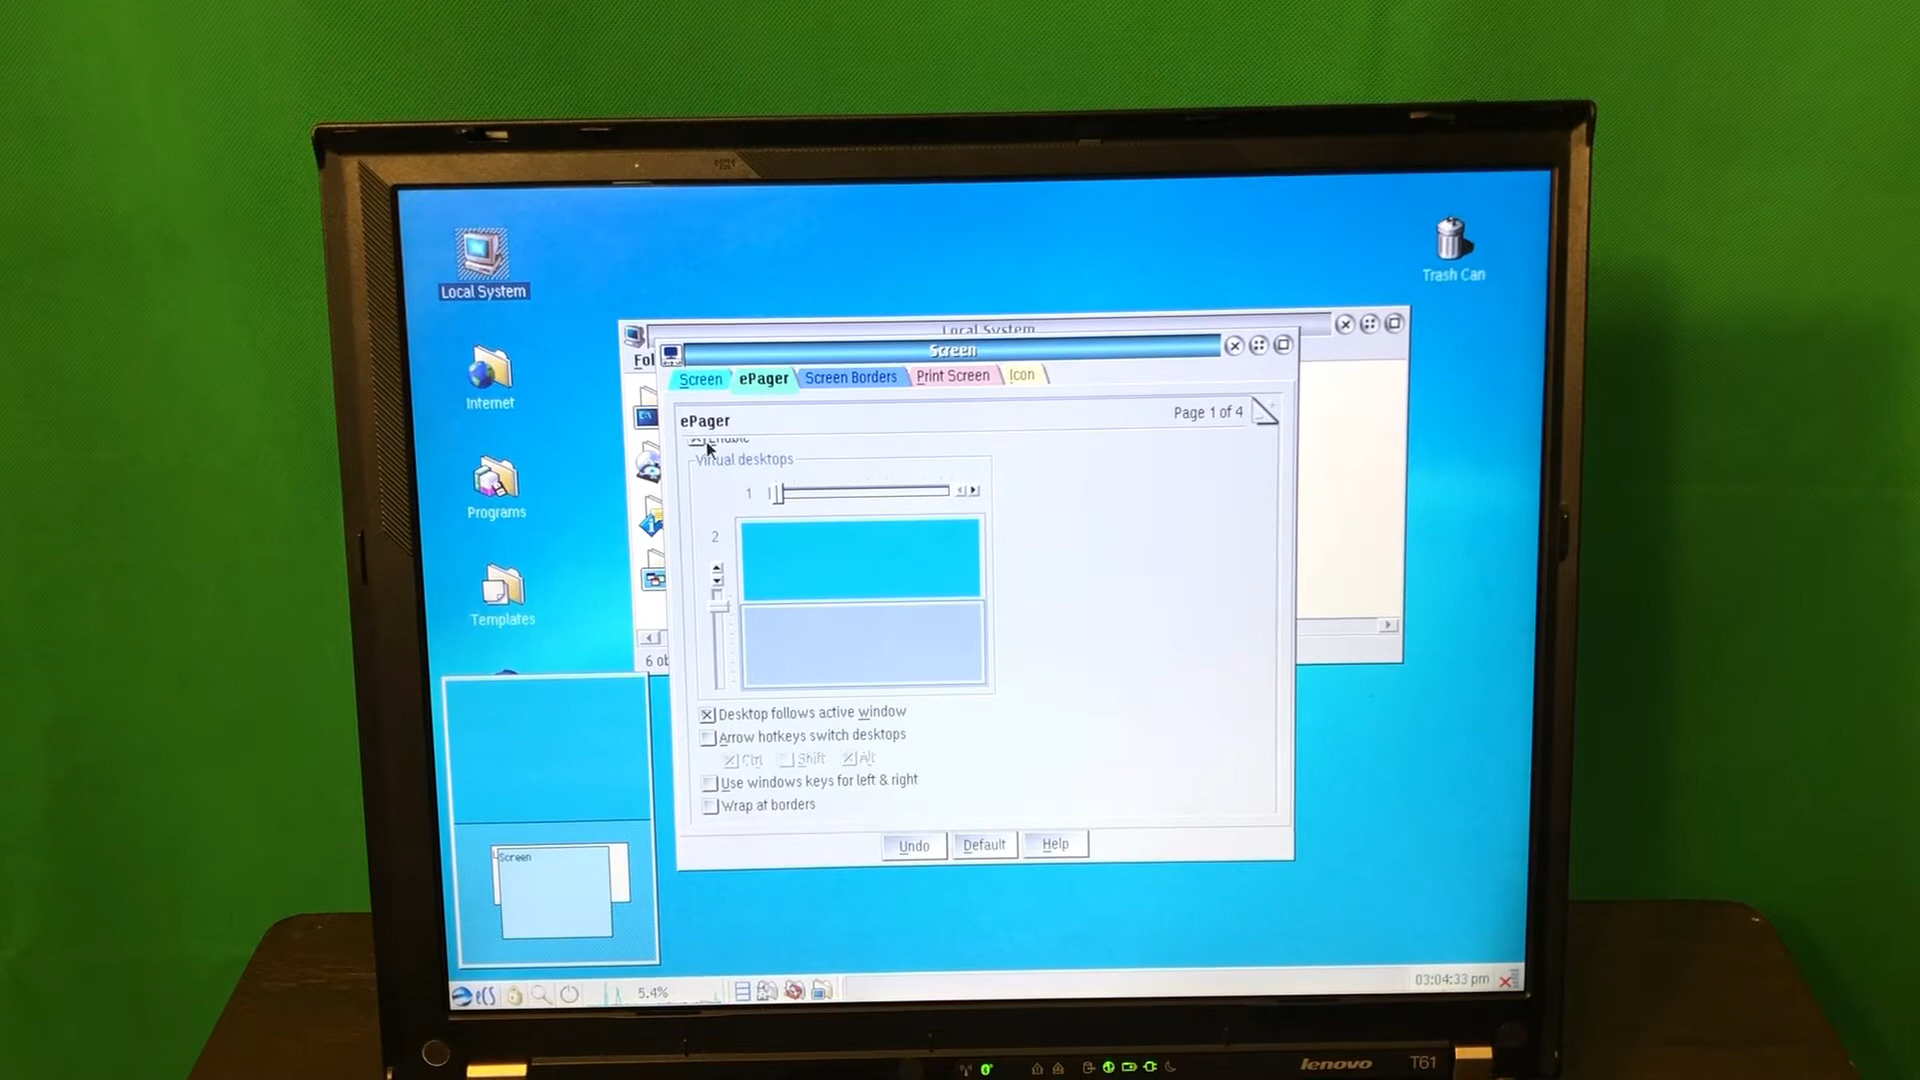 Local System
Trash Can
Internet
Programs
Templates
Local System
Screen
Screen
ePager
Screen Borders
Print Screen
Icon
ePager
Page 1 of 4
Enable
Virtual desktops
1
2
Desktop follows active window
Arrow hotkeys switch desktops
Ctrl
Shift
Alt
Use windows keys for left & right
Wrap at borders
Undo
Default
Help
Screen
eCS
5.4%
03:04:33 pm
lenovo
T61